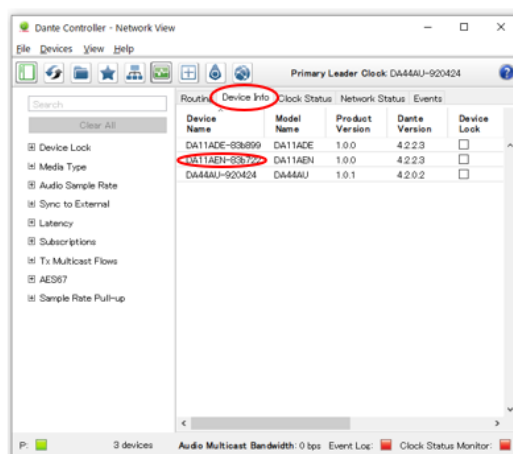 Dante Controller - Network View
File Devices View Help
Primary Leader Clock: DA44AU-920424
Search
Clear All
Device Lock
Media Type
Audio Sample Rate
Sync to External
Latency
Subscriptions
Tx Multicast Flows
AES67
Sample Rate Pull-up
Routing Device Info Clock Status Network Status Events
Device Name Model Name Product Version Dante Version Device Lock
DA11ADE-83b899 DA11ADE 1.0.0 4.2.2.3
DA11AEN-83b722 DA11AEN 1.0.0 4.2.2.3
DA44AU-920424 DA44AU 1.0.1 4.2.0.2
P: 3 devices Audio Multicast Bandwidth: 0 bps Event Log: Clock Status Monitor: